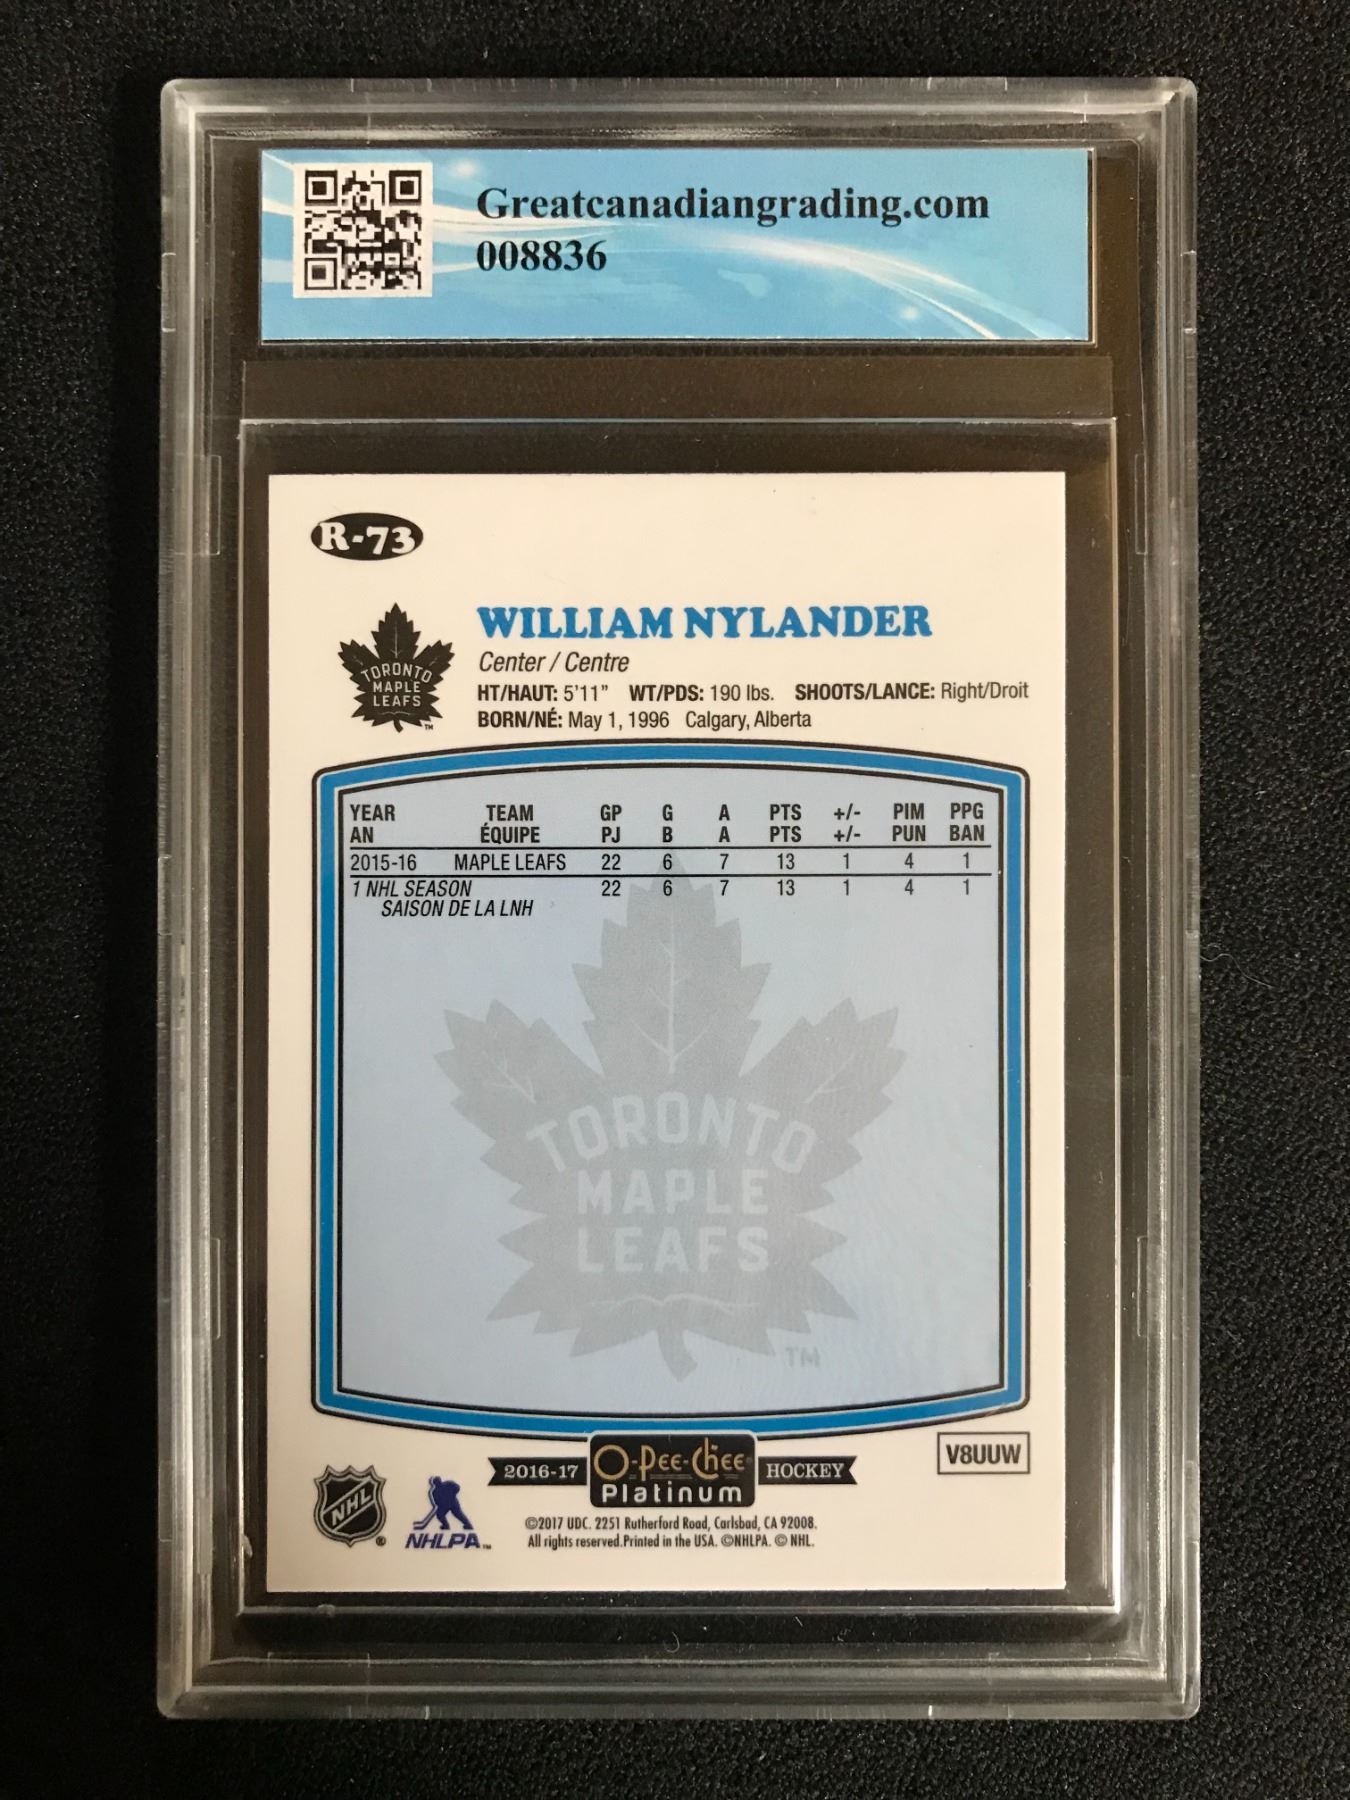 Greatcanadiangrading.com
008836
R-73
WILLIAM NYLANDER
Center / Centre
HT/HAUT: 5'11" WT/PDS: 190 lbs. SHOOTS/LANCE: Right/Droit
BORN/NÉ: May 1, 1996 Calgary, Alberta
TORONTO
MAPLE
LEAFS
TM
YEAR TEAM GP G A PTS +/- PIM PPG
AN ÉQUIPE PJ B A PTS +/- PUN BAN
2015-16 MAPLE LEAFS 22 6 7 13 1 4 1
1 NHL SEASON 22 6 7 13 1 4 1
SAISON DE LA LNH
TORONTO
MAPLE
LEAFS
TM
V8UUW
2016-17 O-Pee-Chee HOCKEY
Platinum
NHL ®
NHLPA™
©2017 UDC. 2251 Rutherford Road, Carlsbad, CA 92008.
All rights reserved.Printed in the USA. ©NHLPA. © NHL.